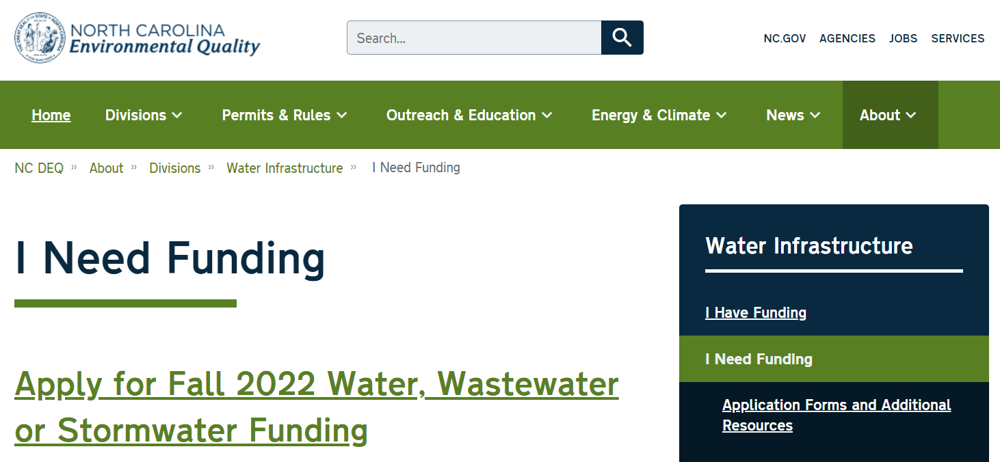 NORTH CAROLINA
Environmental Quality
Search...
NC.GOV AGENCIES JOBS SERVICES
Home Divisions Permits & Rules Outreach & Education Energy & Climate News About
NC DEQ » About » Divisions » Water Infrastructure » I Need Funding
I Need Funding
Apply for Fall 2022 Water, Wastewater
or Stormwater Funding
Water Infrastructure
I Have Funding
I Need Funding
Application Forms and Additional
Resources